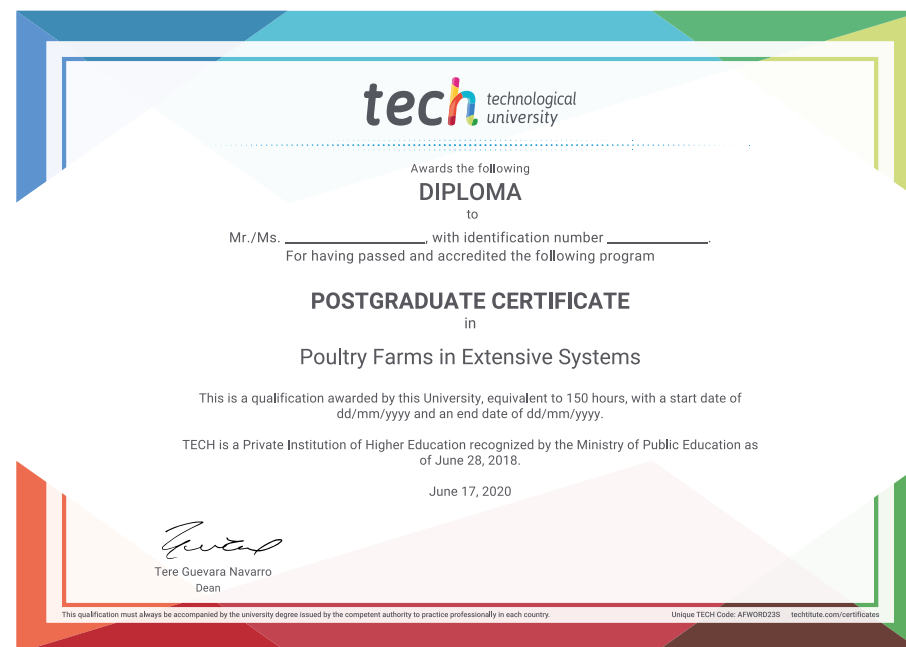 tech technological
university
Awards the following
DIPLOMA
to
Mr./Ms. ____________________, with identification number ______________.
For having passed and accredited the following program
POSTGRADUATE CERTIFICATE
in
Poultry Farms in Extensive Systems
This is a qualification awarded by this University, equivalent to 150 hours, with a start date of
dd/mm/yyyy and an end date of dd/mm/yyyy.
TECH is a Private Institution of Higher Education recognized by the Ministry of Public Education as
of June 28, 2018.
June 17, 2020
Tere Guevara Navarro
Dean
This qualification must always be accompanied by the university degree issued by the competent authority to practice professionally in each country.
Unique TECH Code: AFWORD23S techtitute.com/certificates